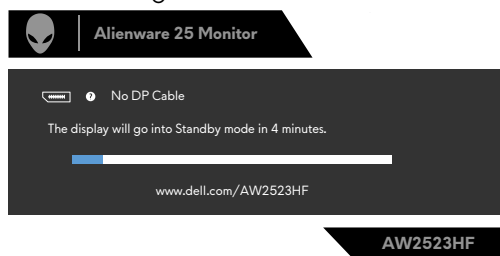 Alienware 25 Monitor
? No DP Cable
The display will go into Standby mode in 4 minutes.
www.dell.com/AW2523HF
AW2523HF